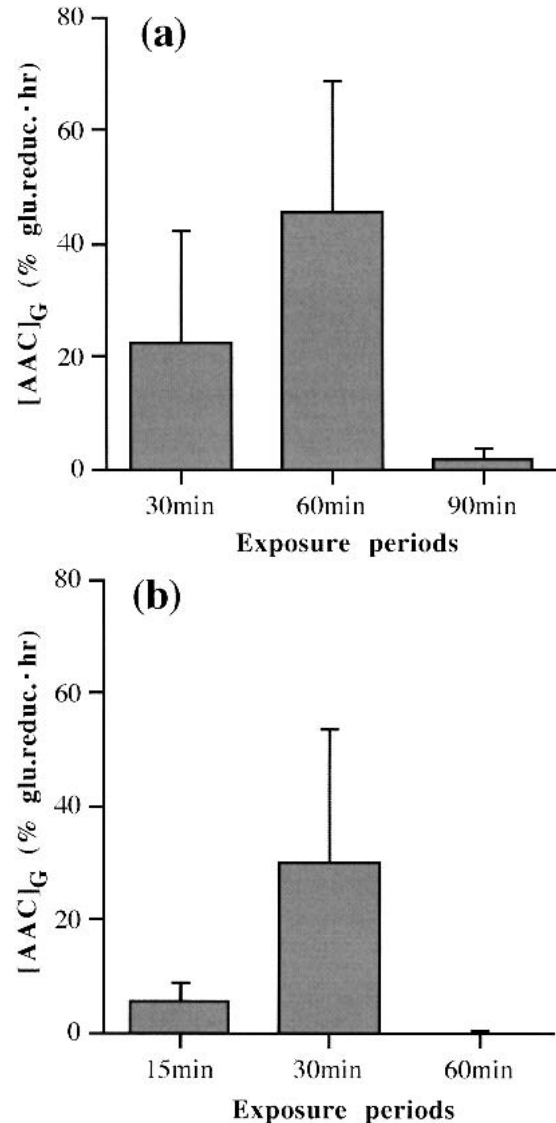 (a)
80
60
40
20
0
[AAC]G (% glu.reduc.·hr)
30min 60min 90min
Exposure periods
(b)
80
60
40
20
0
[AAC]G (% glu.reduc.·hr)
15min 30min 60min
Exposure periods